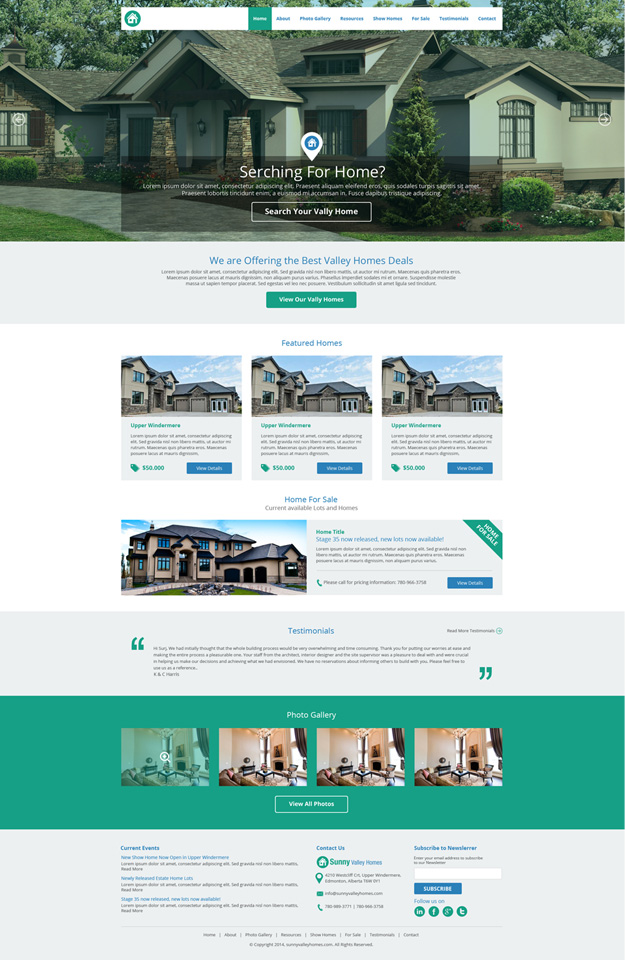 Home About Photo Gallery Resources Show Homes For Sale Testimonials Contact
Serching For Home?
Lorem ipsum dolor sit amet, consectetur adipiscing elit. Praesent aliquam eleifend eros, quis sodales turpis sagittis sit amet.
Praesent lobortis tincidunt enim, a euismod mi accumsan in. Fusce dapibus tristique adipiscing.
Search Your Vally Home
We are Offering the Best Valley Homes Deals
Lorem ipsum dolor sit amet, consectetur adipiscing elit. Sed gravida nisl non libero mattis, ut auctor mi rutrum. Maecenas quis pharetra eros.
Maecenas posuere lacus at mauris dignissim, non aliquam purus varius. Phasellus imperdiet sodales mi et ornare. Suspendisse molestie
massa ut sapien tempor placerat. Sed egestas vel leo nec posuere. Vestibulum sollicitudin sit amet ligula sed tincidunt.
View Our Vally Homes
Featured Homes
Upper Windermere
Lorem ipsum dolor sit amet, consectetur adipiscing
elit. Sed gravida nisl non libero mattis, ut auctor mi
rutrum. Maecenas quis pharetra eros. Maecenas
posuere lacus at mauris dignissim,
$50.000 View Details
Upper Windermere
Lorem ipsum dolor sit amet, consectetur adipiscing
elit. Sed gravida nisl non libero mattis, ut auctor mi
rutrum. Maecenas quis pharetra eros. Maecenas
posuere lacus at mauris dignissim,
$50.000 View Details
Upper Windermere
Lorem ipsum dolor sit amet, consectetur adipiscing
elit. Sed gravida nisl non libero mattis, ut auctor mi
rutrum. Maecenas quis pharetra eros. Maecenas
posuere lacus at mauris dignissim,
$50.000 View Details
Home For Sale
Current available Lots and Homes
Home Title
Stage 35 now released, new lots now available!
Lorem ipsum dolor sit amet, consectetur adipiscing
elit. Sed gravida nisl non libero mattis, ut auctor mi
rutrum. Maecenas quis pharetra eros.
Please call for pricing information: 780-966-3758
View Details
HOME
FOR SALE
Testimonials
Read More Testimonials
Hi Surj, We had initially thought that the whole building process would be very overwhelming and time consuming. Thank you for putting our worries at ease and
making the entire process a pleasurable one. Your staff from the architect, interior designer and the site supervisor was a pleasure to deal with and were crucial
in helping us make our decisions and achieving what we had envisioned. We have no reservations about informing others to build with you. Please feel free to
use us as a reference..
K & C Harris
Photo Gallery
View All Photos
Current Events
New Show Home Now Open in Upper Windermere
Lorem ipsum dolor sit amet, consectetur adipiscing elit. Sed gravida nisl non libero mattis,
Read More
Newly Released Estate Home Lots
Lorem ipsum dolor sit amet, consectetur adipiscing elit. Sed gravida nisl non libero mattis,
Read More
Stage 35 now released, new lots now available!
Lorem ipsum dolor sit amet, consectetur adipiscing elit. Sed gravida nisl non libero mattis,
Read More
Contact Us
Sunny Valley Homes
4210 Westcliff Crt, Upper Windermere,
Edmonton, Alberta T6W 0Y1
info@sunnyvalleyhomes.com
780-989-3771 | 780-966-3758
Subcribe to Newslerrer
Enter your email address to subscribe
to our Newsletter
SUBSCRIBE
Follow us on
Home | About | Photo Gallery | Resources | Show Homes | For Sale | Testimonials | Contact
© Copyright 2014. sunnyvalleyhomes.com. All Rights Reserved.